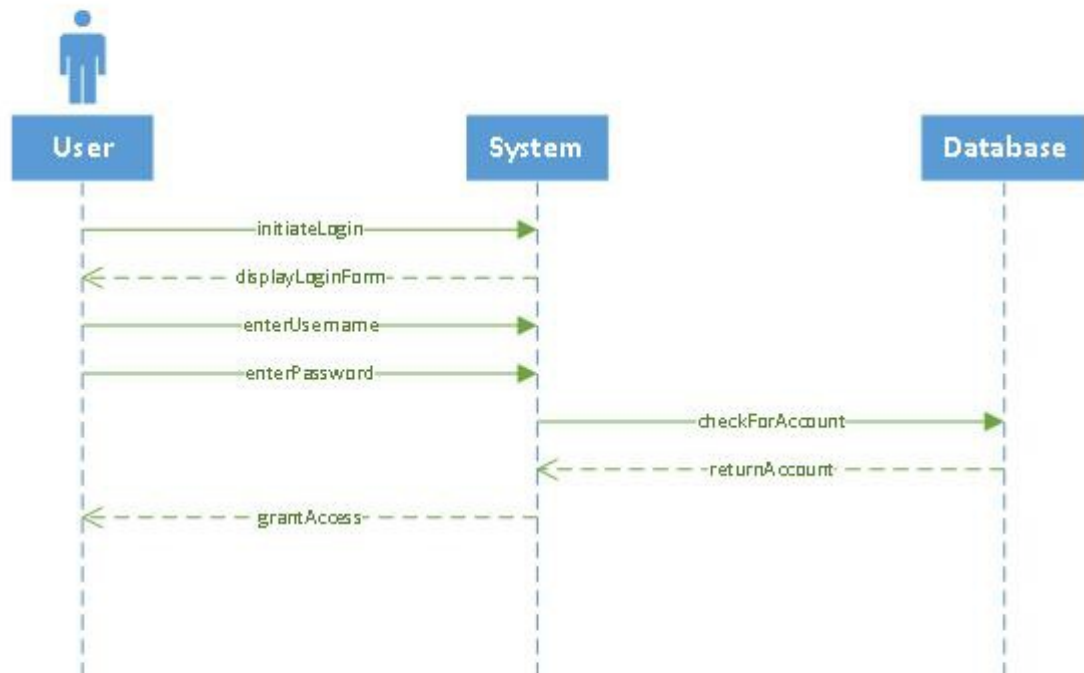 User
System
Database
initiateLogin
displayLoginForm
enterUsername
enterPassword
checkForAccount
returnAccount
grantAccess